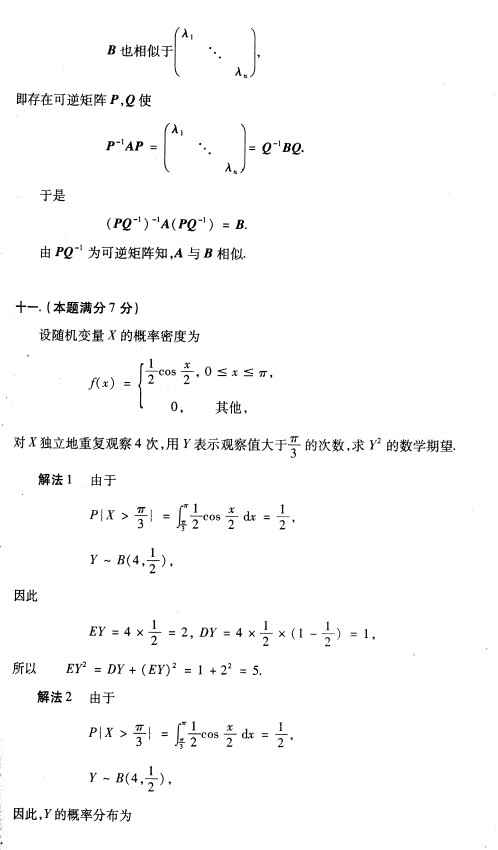 B 也相似于 ( λ₁ ⋱ λₙ ),
即存在可逆矩阵 P,Q 使
P⁻¹AP = ( λ₁ ⋱ λₙ ) = Q⁻¹BQ.
于是
(PQ⁻¹)⁻¹A(PQ⁻¹) = B.
由 PQ⁻¹ 为可逆矩阵知,A 与 B 相似.
十一. (本题满分 7 分)
设随机变量 X 的概率密度为
f(x) = { 1/2 cos x/2, 0 ≤ x ≤ π,
0, 其他,
对 X 独立地重复观察 4 次,用 Y 表示观察值大于 π/3 的次数,求 Y² 的数学期望.
解法 1 由于
P{X > π/3} = ∫_{π/3}^{π} 1/2 cos x/2 dx = 1/2,
Y ~ B(4, 1/2),
因此
EY = 4 × 1/2 = 2, DY = 4 × 1/2 × (1 − 1/2) = 1,
所以 EY² = DY + (EY)² = 1 + 2² = 5.
解法 2 由于
P{X > π/3} = ∫_{π/3}^{π} 1/2 cos x/2 dx = 1/2,
Y ~ B(4, 1/2),
因此,Y 的概率分布为